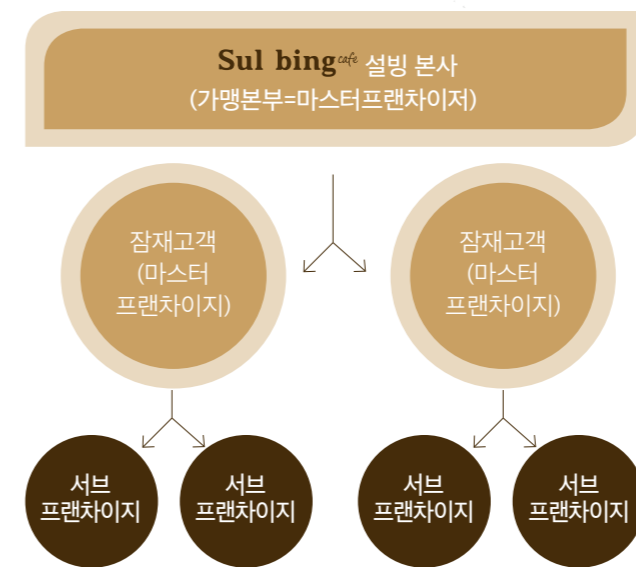 Sul bing cafe 설빙 본사
(가맹본부=마스터프랜차이저)
잠재고객
(마스터
프랜차이지)
잠재고객
(마스터
프랜차이지)
서브
프랜차이지
서브
프랜차이지
서브
프랜차이지
서브
프랜차이지